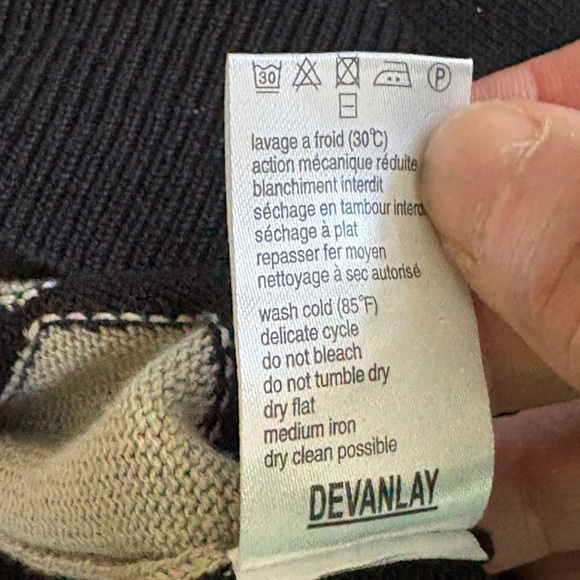 30 P
lavage a froid (30°C)
action mécanique réduite
blanchiment interdit
séchage en tambour
séchage à plat
repasser fer moyen
nettoyage à sec autorisé
wash cold (85°F)
delicate cycle
do not bleach
do not tumble dry
dry flat
medium iron
dry clean possible
DEVANLAY